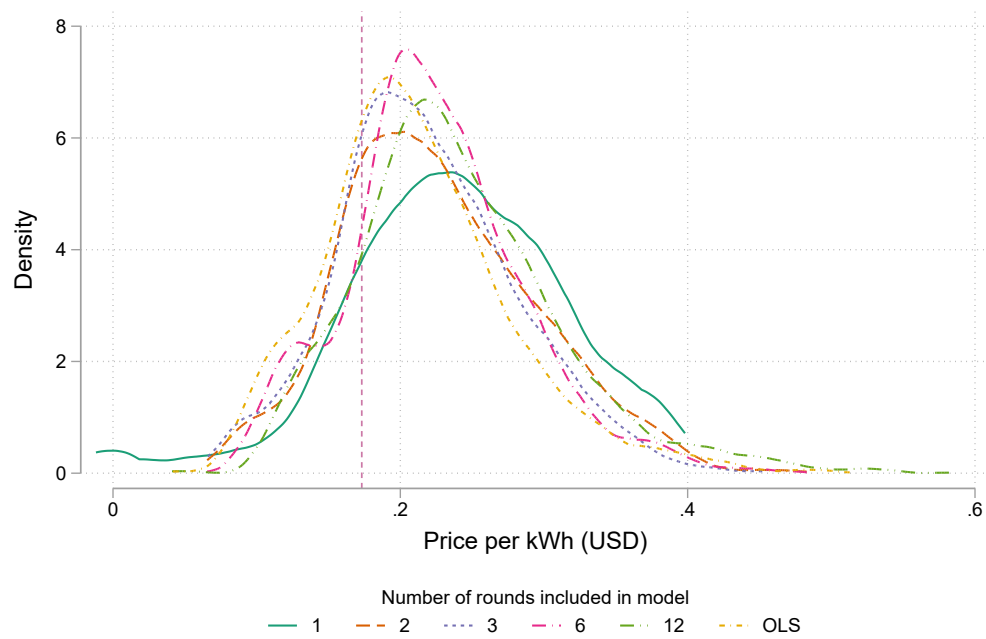 8
6
4
2
0
Density
0 .2 .4 .6
Price per kWh (USD)
Number of rounds included in model
1 2 3 6 12 OLS